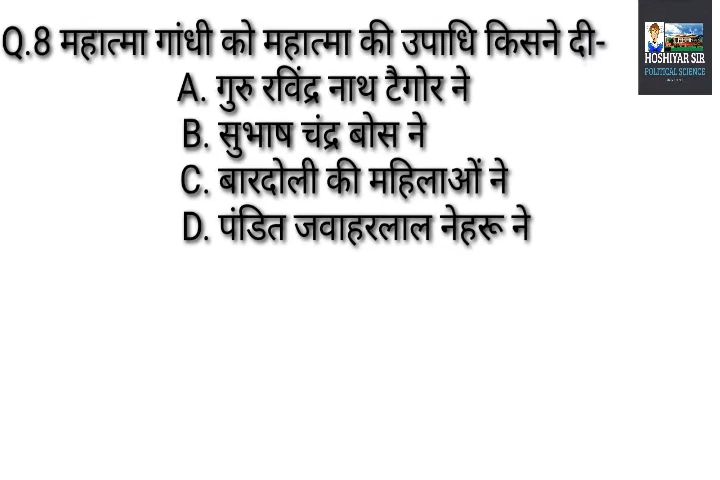 Q.8 महात्मा गांधी को महात्मा की उपाधि किसने दी-
A. गुरु रविंद्र नाथ टैगोर ने
B. सुभाष चंद्र बोस ने
C. बारदोली की महिलाओं ने
D. पंडित जवाहरलाल नेहरू ने
HOSHIYAR SIR
POLITICAL SCIENCE